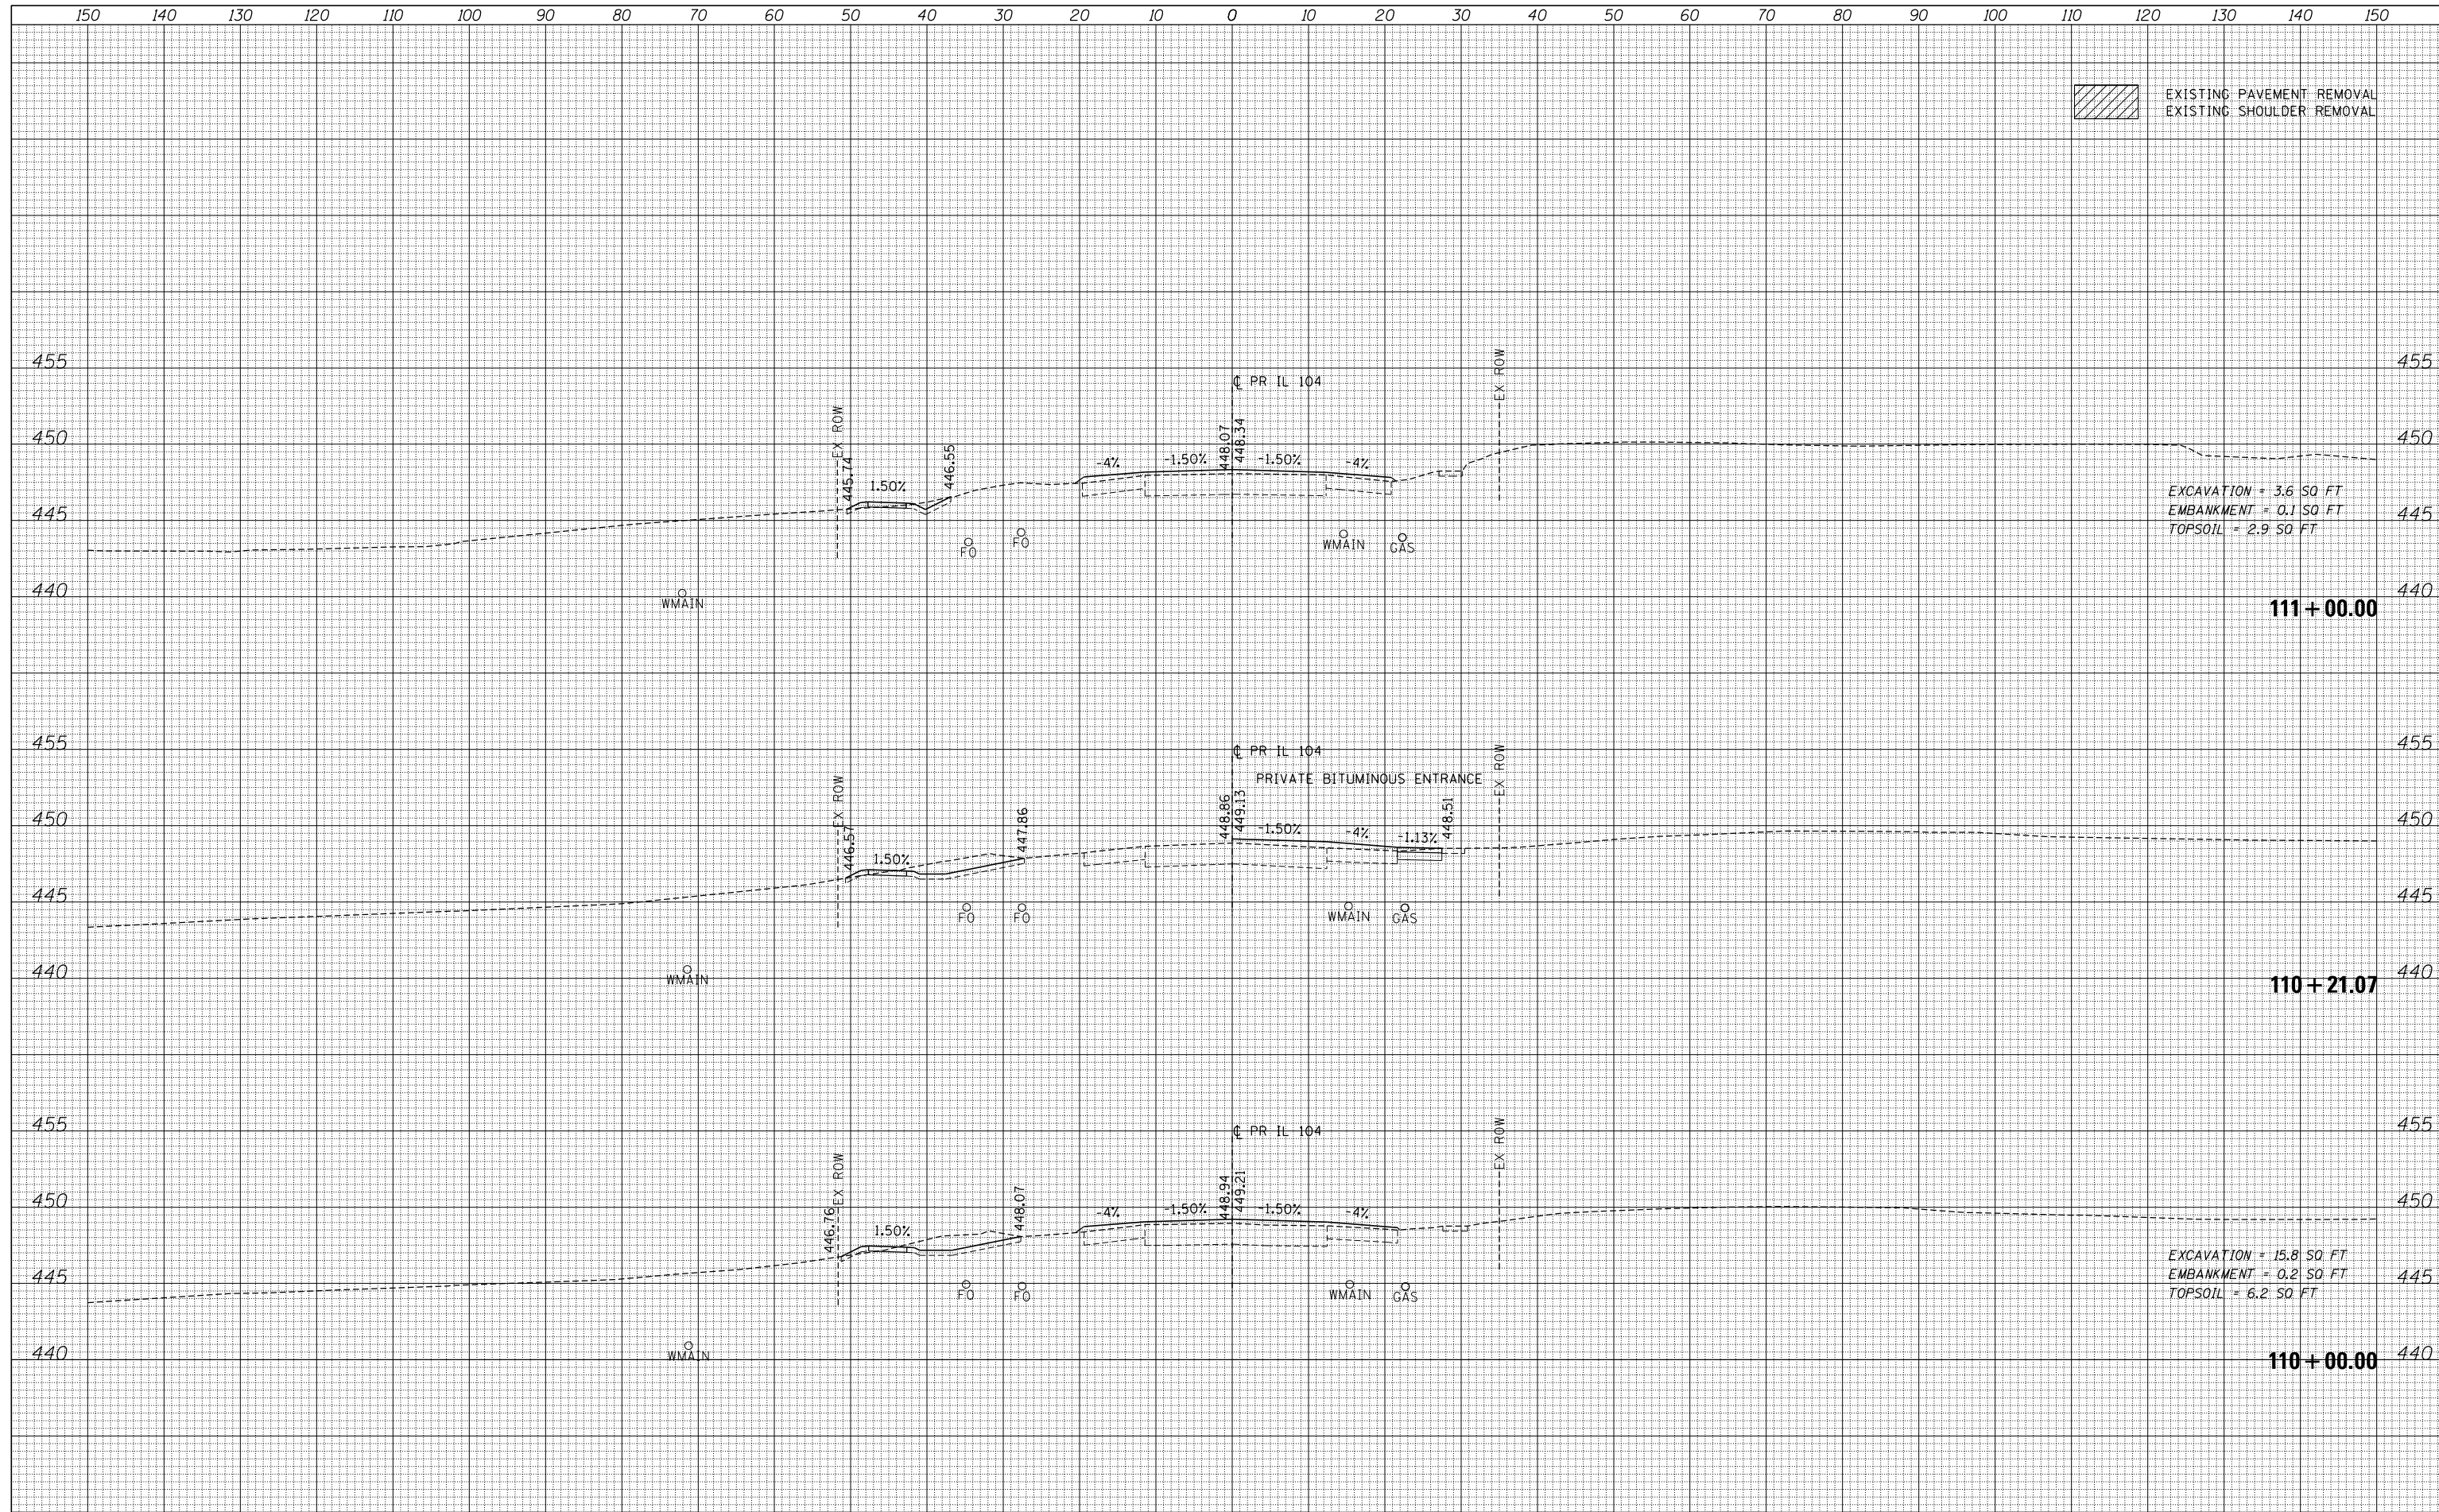 150 140 130 120 110 100 90 80 70 60 50 40 30 20 10 0 10 20 30 40 50 60 70 80 90 100 110 120 130 140 150
EXISTING PAVEMENT REMOVAL
EXISTING SHOULDER REMOVAL
455 455
EX ROW
℄ PR IL 104
EX ROW
450 450
445.74
1.50%
446.55
-4%
-1.50%
448.07
448.34
-1.50%
-4%
EXCAVATION = 3.6 SQ FT
EMBANKMENT = 0.1 SQ FT
TOPSOIL = 2.9 SQ FT
445 445
FO
FO
WMAIN
GAS
440 440
WMAIN
111+00.00
455 455
℄ PR IL 104
EX ROW
PRIVATE BITUMINOUS ENTRANCE
EX ROW
450 450
446.57
1.50%
447.86
448.86
449.13
-1.50%
-4%
-1.13%
448.51
445 445
FO
FO
WMAIN
GAS
440 440
WMAIN
110+21.07
455 455
℄ PR IL 104
EX ROW
EX ROW
450 450
446.76
1.50%
448.07
-4%
-1.50%
448.94
449.21
-1.50%
-4%
EXCAVATION = 15.8 SQ FT
EMBANKMENT = 0.2 SQ FT
TOPSOIL = 6.2 SQ FT
445 445
FO
FO
WMAIN
GAS
440 440
WMAIN
110+00.00